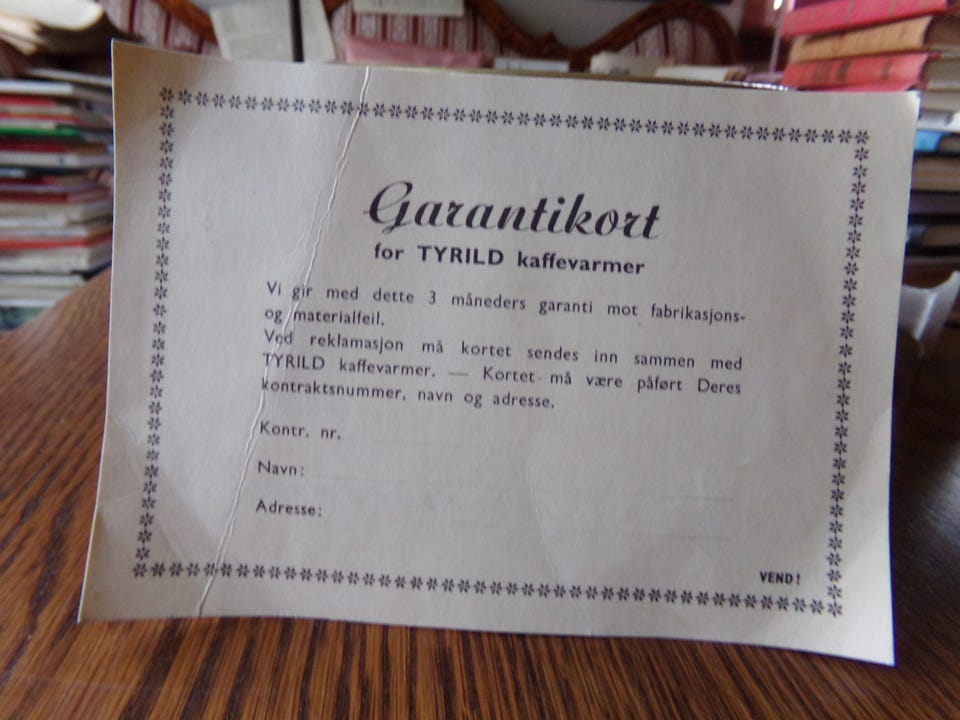 Garantikort
for TYRILD kaffevarmer
Vi gir med dette 3 måneders garanti mot fabrikasjons-
og materialfeil.
Ved reklamasjon må kortet sendes inn sammen med
TYRILD kaffevarmer. — Kortet må være påført Deres
kontraktsnummer, navn og adresse.
Kontr. nr.
Navn:
Adresse:
VEND!